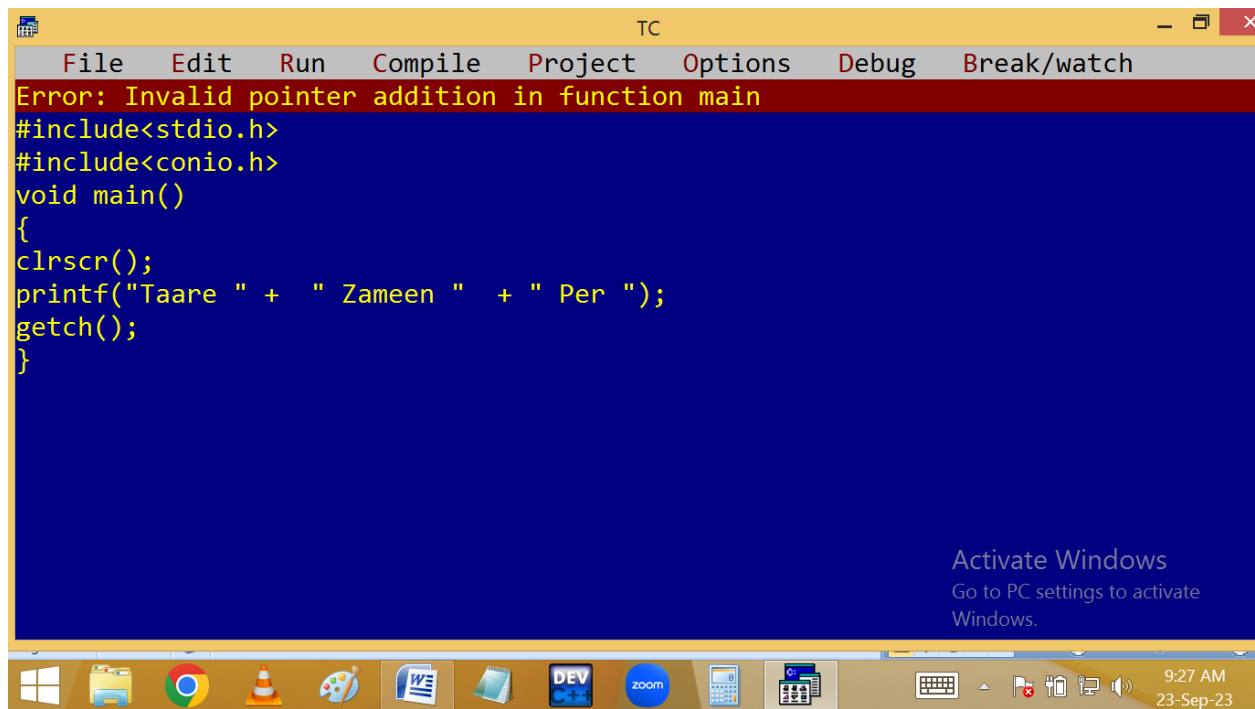 TC
File Edit Run Compile Project Options Debug Break/watch
Error: Invalid pointer addition in function main
#include<stdio.h>
#include<conio.h>
void main()
{
clrscr();
printf("Taare " +  " Zameen "  + " Per ");
getch();
}
Activate Windows
Go to PC settings to activate
Windows.
DEV
C++
zoom
9:27 AM
23-Sep-23